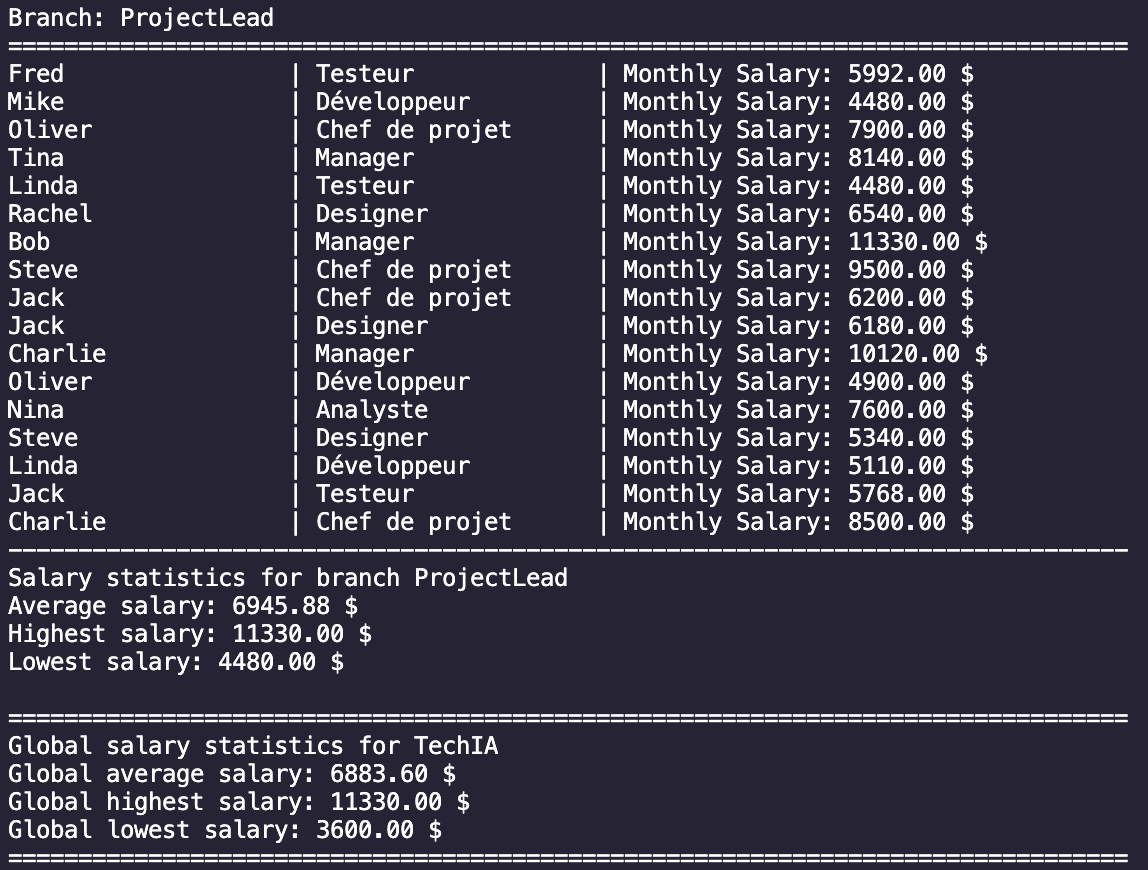 Branch: ProjectLead
================================================================================
Fred                | Testeur             | Monthly Salary: 5992.00 $
Mike                | Développeur         | Monthly Salary: 4480.00 $
Oliver              | Chef de projet      | Monthly Salary: 7900.00 $
Tina                | Manager             | Monthly Salary: 8140.00 $
Linda               | Testeur             | Monthly Salary: 4480.00 $
Rachel              | Designer            | Monthly Salary: 6540.00 $
Bob                 | Manager             | Monthly Salary: 11330.00 $
Steve               | Chef de projet      | Monthly Salary: 9500.00 $
Jack                | Chef de projet      | Monthly Salary: 6200.00 $
Jack                | Designer            | Monthly Salary: 6180.00 $
Charlie             | Manager             | Monthly Salary: 10120.00 $
Oliver              | Développeur         | Monthly Salary: 4900.00 $
Nina                | Analyste            | Monthly Salary: 7600.00 $
Steve               | Designer            | Monthly Salary: 5340.00 $
Linda               | Développeur         | Monthly Salary: 5110.00 $
Jack                | Testeur             | Monthly Salary: 5768.00 $
Charlie             | Chef de projet      | Monthly Salary: 8500.00 $
--------------------------------------------------------------------------------
Salary statistics for branch ProjectLead
Average salary: 6945.88 $
Highest salary: 11330.00 $
Lowest salary: 4480.00 $

================================================================================
Global salary statistics for TechIA
Global average salary: 6883.60 $
Global highest salary: 11330.00 $
Global lowest salary: 3600.00 $
================================================================================